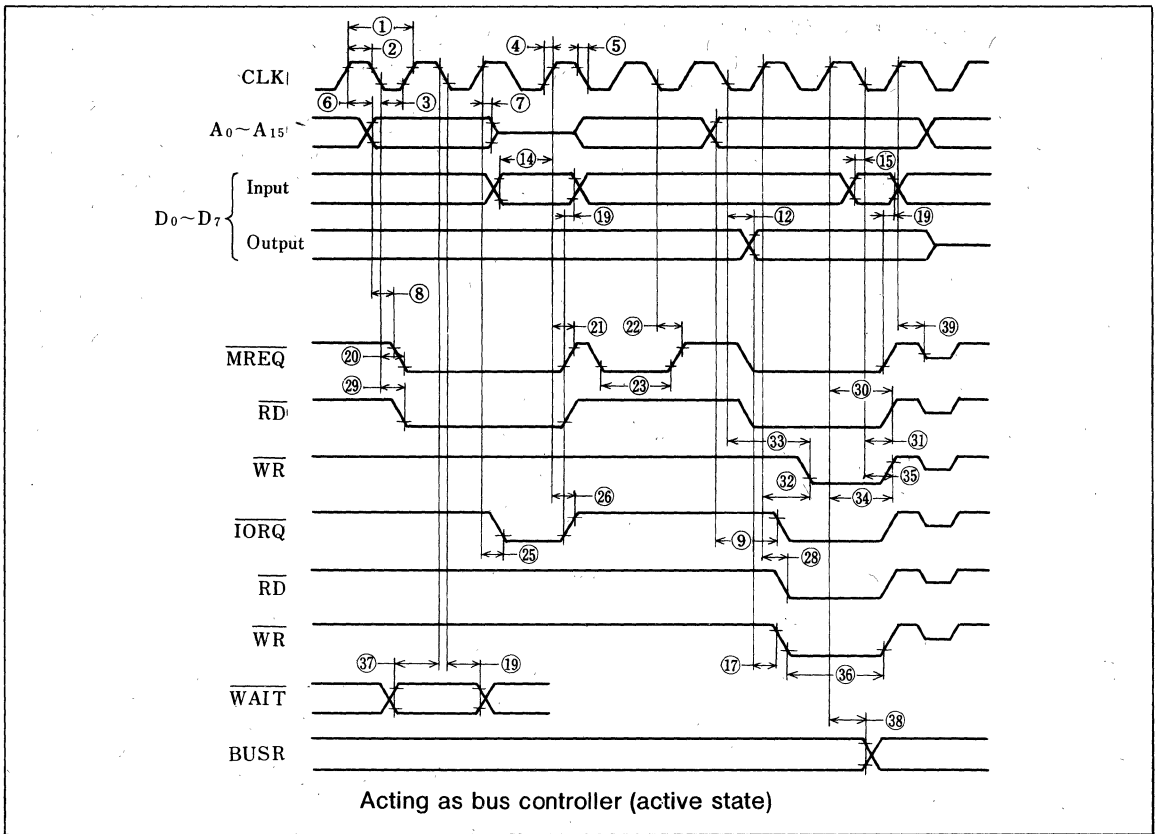 ① 
② ④ ⑤
CLK
⑥ ③ ⑦
A₀~A₁₅
⑭ ⑮
Input
D₀~D₇ ⑲ ⑫ ⑲
Output
⑧
㉑ ㉒ ㊴
MREQ
⑳
㉓
㉙ ㉚
RD
㉝ ㉛
WR
㉜ ㉟
㉖ ㉞
IORQ
⑨
㉕ ㉘
RD
WR
㊲ ⑲ ⑰ ㊱
WAIT
㊳
BUSR
Acting as bus controller (active state)